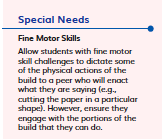 Special Needs
Fine Motor Skills
Allow students with fine motor
skill challenges to dictate some
of the physical actions of the
build to a peer who will enact
what they are saying (e.g.,
cutting the paper in a particular
shape). However, ensure they
engage with the portions of the
build that they can do.